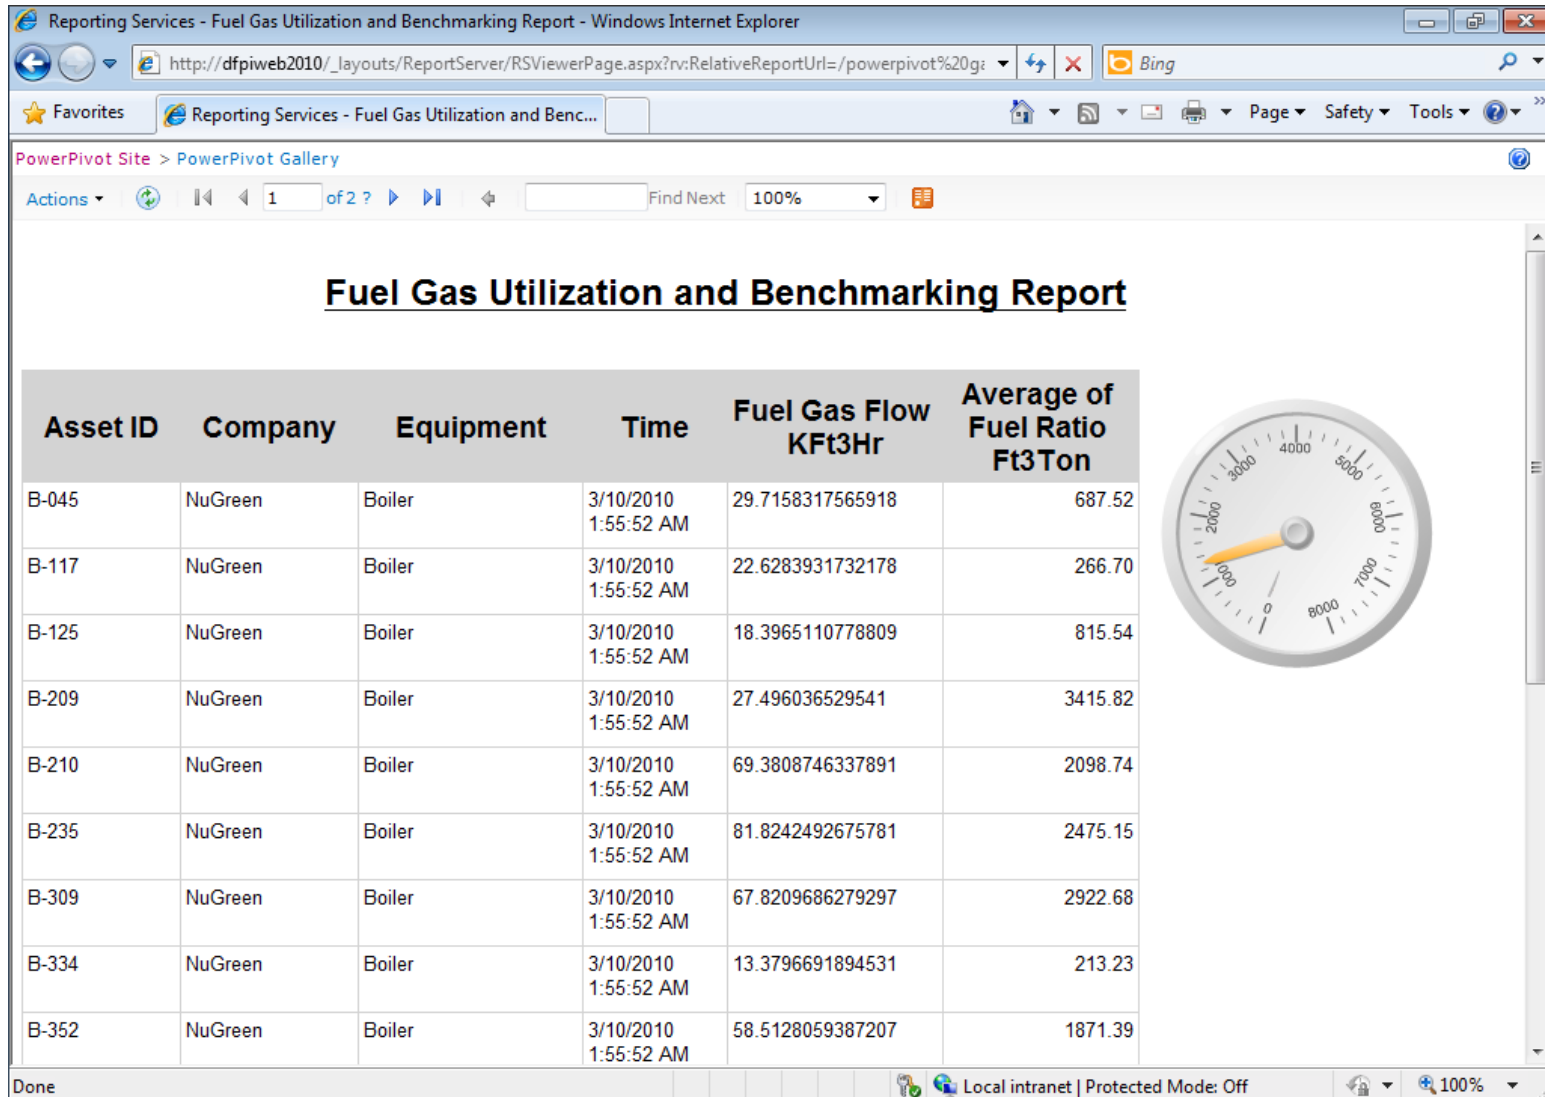 Reporting Services - Fuel Gas Utilization and Benchmarking Report - Windows Internet Explorer
http://dfpiweb2010/_layouts/ReportServer/RSViewerPage.aspx?rv:RelativeReportUrl=/powerpivot%20ga
Bing
Favorites
Reporting Services - Fuel Gas Utilization and Benc...
Page Safety Tools
PowerPivot Site > PowerPivot Gallery
Actions 1 of 2 ? Find Next 100%
Fuel Gas Utilization and Benchmarking Report
Asset ID Company Equipment Time Fuel Gas Flow KFt3Hr Average of Fuel Ratio Ft3Ton
B-045 NuGreen Boiler 3/10/2010 1:55:52 AM 29.7158317565918 687.52
B-117 NuGreen Boiler 3/10/2010 1:55:52 AM 22.6283931732178 266.70
B-125 NuGreen Boiler 3/10/2010 1:55:52 AM 18.3965110778809 815.54
B-209 NuGreen Boiler 3/10/2010 1:55:52 AM 27.496036529541 3415.82
B-210 NuGreen Boiler 3/10/2010 1:55:52 AM 69.3808746337891 2098.74
B-235 NuGreen Boiler 3/10/2010 1:55:52 AM 81.8242492675781 2475.15
B-309 NuGreen Boiler 3/10/2010 1:55:52 AM 67.8209686279297 2922.68
B-334 NuGreen Boiler 3/10/2010 1:55:52 AM 13.3796691894531 213.23
B-352 NuGreen Boiler 3/10/2010 1:55:52 AM 58.5128059387207 1871.39
0 1000 2000 3000 4000 5000 6000 7000 8000
Done
Local intranet | Protected Mode: Off
100%